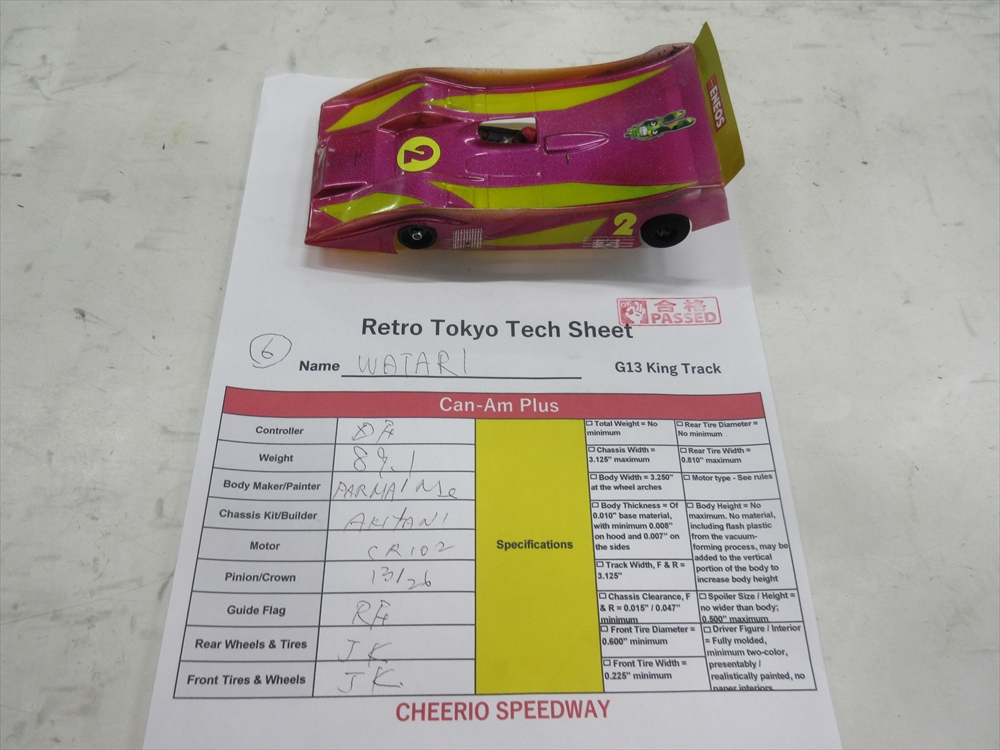 ENEOS
2
2
合格
PASSED
Retro Tokyo Tech Sheet
6
Name WATARI
G13 King Track
Can-Am Plus
Controller
Weight
Body Maker/Painter PARMA / Me
Chassis Kit/Builder AKITANI
Motor CR102
Pinion/Crown 13/26
Guide Flag
Rear Wheels & Tires JK
Front Tires & Wheels JK
Specifications
☐ Total Weight = No
minimum
☐ Chassis Width =
3.125" maximum
☐ Body Width = 3.250"
at the wheel arches
☐ Body Thickness = Of
0.010" base material,
with minimum 0.008"
on hood and 0.007" on
the sides
☐ Track Width, F & R =
3.125"
☐ Chassis Clearance, F
& R = 0.015" / 0.047"
minimum
☐ Front Tire Diameter =
0.600" minimum
☐ Front Tire Width =
0.225" minimum
☐ Rear Tire Diameter =
No minimum
☐ Rear Tire Width =
0.810" maximum
☐ Motor type - See rules
☐ Body Height = No
maximum. No material,
including flash plastic
from the vacuum-
forming process, may be
added to the vertical
portion of the body to
increase body height
☐ Spoiler Size / Height =
no wider than body;
0.500" maximum
☐ Driver Figure / Interior
= Fully molded,
minimum two-color,
presentably /
realistically painted, no
paper interiors
CHEERIO SPEEDWAY